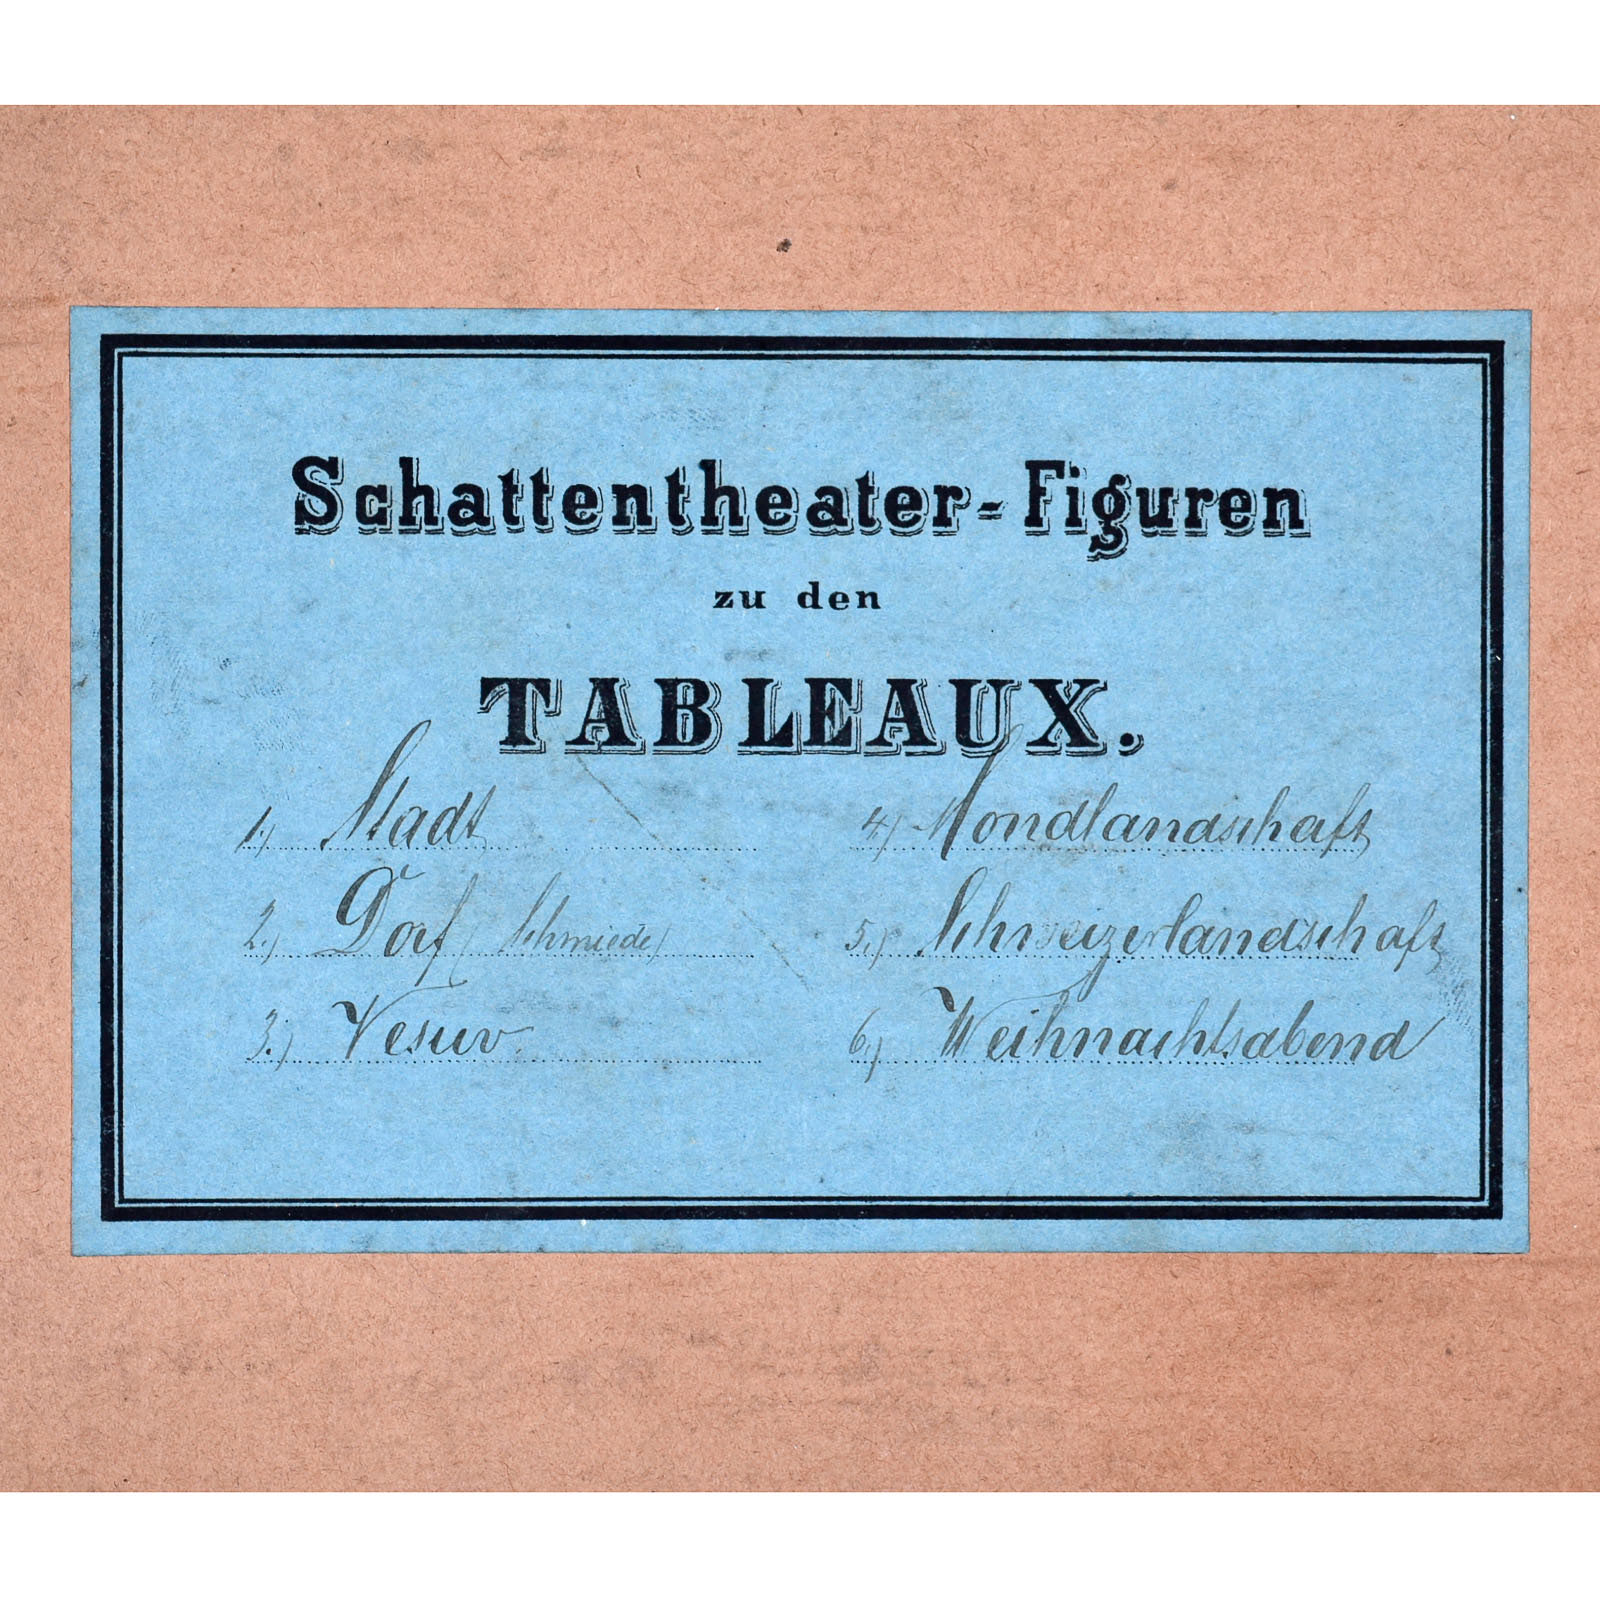 Schattentheater-Figuren
zu den
TABLEAUX.
1.) Stadt
2.) Dorf (Schmiede)
3.) Vesuv.
4.) Mondlandschaft
5.) Schweizerlandschaft
6.) Weihnachtsabend